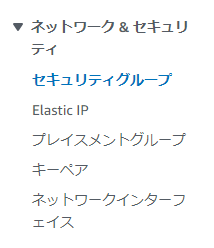 ▼ ネットワーク & セキュリ
ティ
セキュリティグループ
Elastic IP
プレイスメントグループ
キーペア
ネットワークインターフ
ェイス